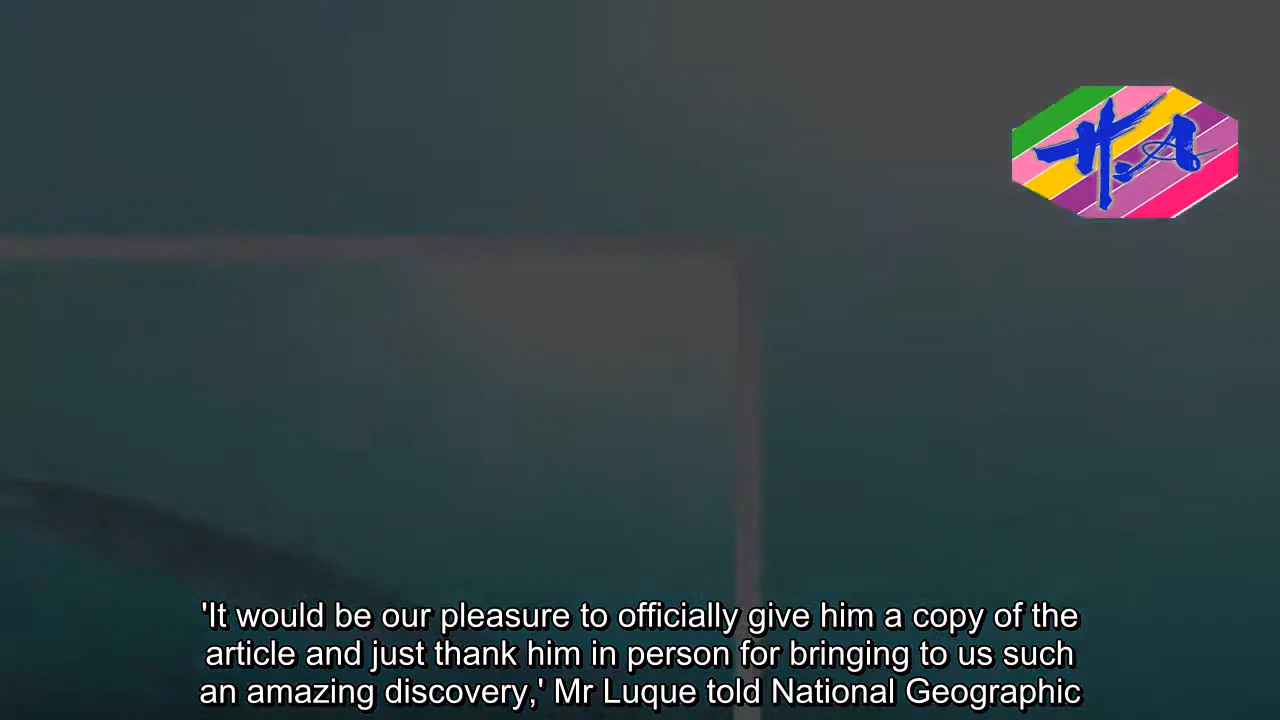 H.A
'It would be our pleasure to officially give him a copy of the
article and just thank him in person for bringing to us such
an amazing discovery,' Mr Luque told National Geographic